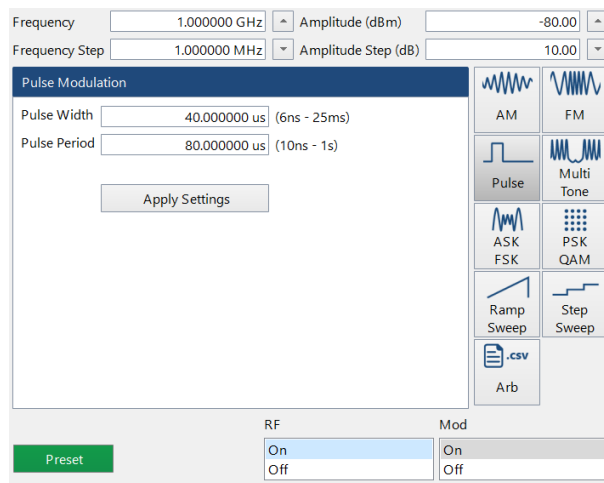 Frequency 1.000000 GHz Amplitude (dBm) -80.00
Frequency Step 1.000000 MHz Amplitude Step (dB) 10.00
Pulse Modulation
Pulse Width 40.000000 us (6ns - 25ms)
Pulse Period 80.000000 us (10ns - 1s)
Apply Settings
AM FM
Pulse
Multi
Tone
ASK
FSK
PSK
QAM
Ramp
Sweep
Step
Sweep
.csv
Arb
RF Mod
On On
Off Off
Preset